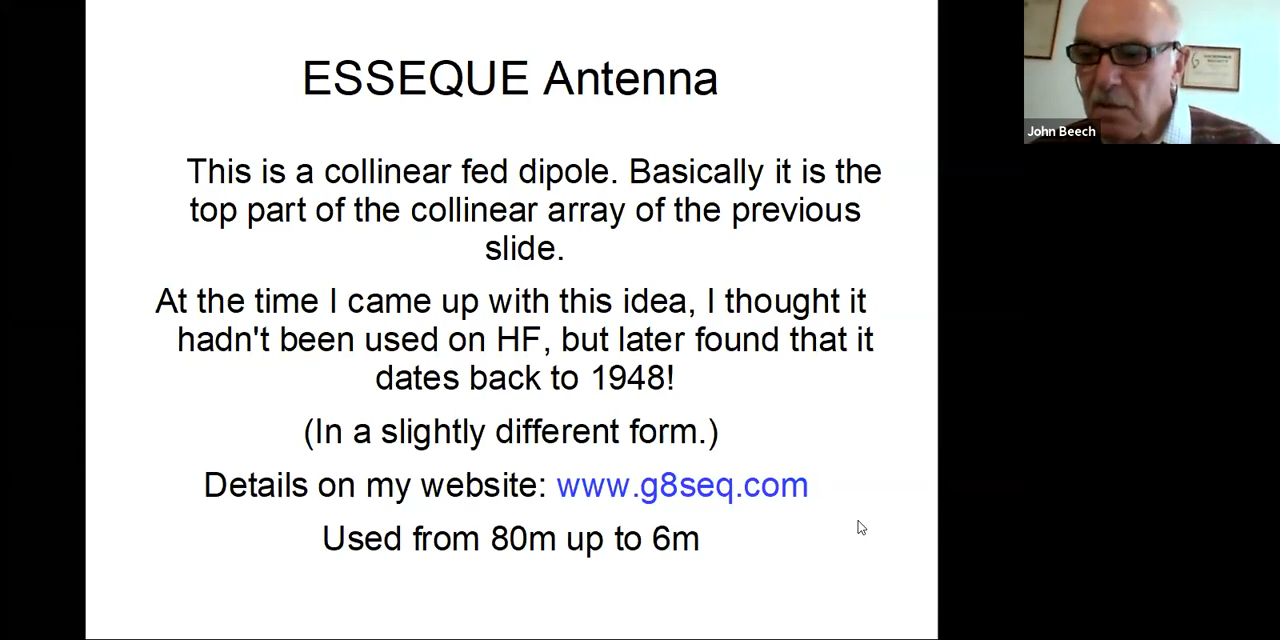 ESSEQUE Antenna
This is a collinear fed dipole. Basically it is the
top part of the collinear array of the previous
slide.
At the time I came up with this idea, I thought it
hadn't been used on HF, but later found that it
dates back to 1948!
(In a slightly different form.)
Details on my website: www.g8seq.com
Used from 80m up to 6m
John Beech